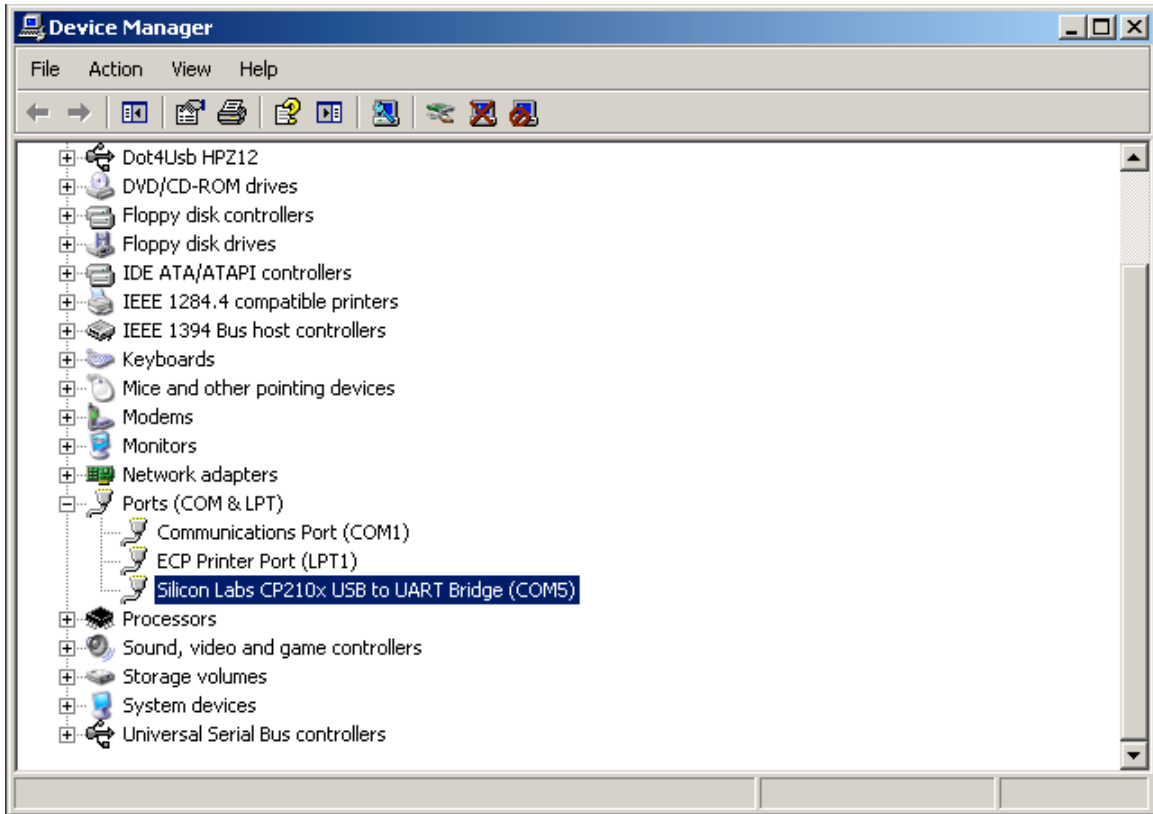 Device Manager
File Action View Help
Dot4Usb HPZ12
DVD/CD-ROM drives
Floppy disk controllers
Floppy disk drives
IDE ATA/ATAPI controllers
IEEE 1284.4 compatible printers
IEEE 1394 Bus host controllers
Keyboards
Mice and other pointing devices
Modems
Monitors
Network adapters
Ports (COM & LPT)
Communications Port (COM1)
ECP Printer Port (LPT1)
Silicon Labs CP210x USB to UART Bridge (COM5)
Processors
Sound, video and game controllers
Storage volumes
System devices
Universal Serial Bus controllers